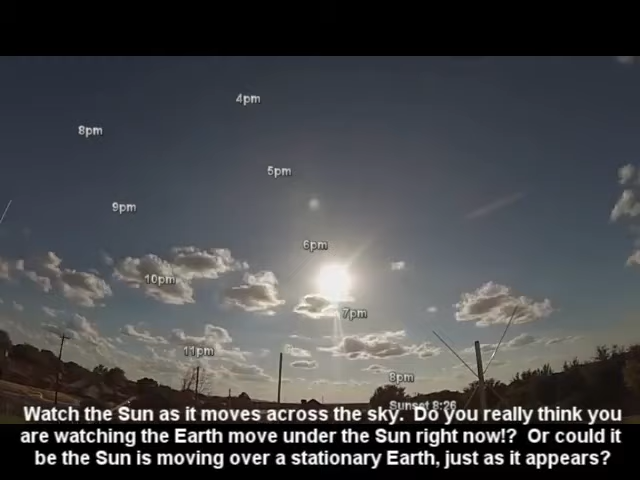 4pm
8pm
5pm
9pm
6pm
10pm
7pm
11pm
8pm
Sunset 8:26
Watch the Sun as it moves across the sky. Do you really think you
are watching the Earth move under the Sun right now!? Or could it
be the Sun is moving over a stationary Earth, just as it appears?